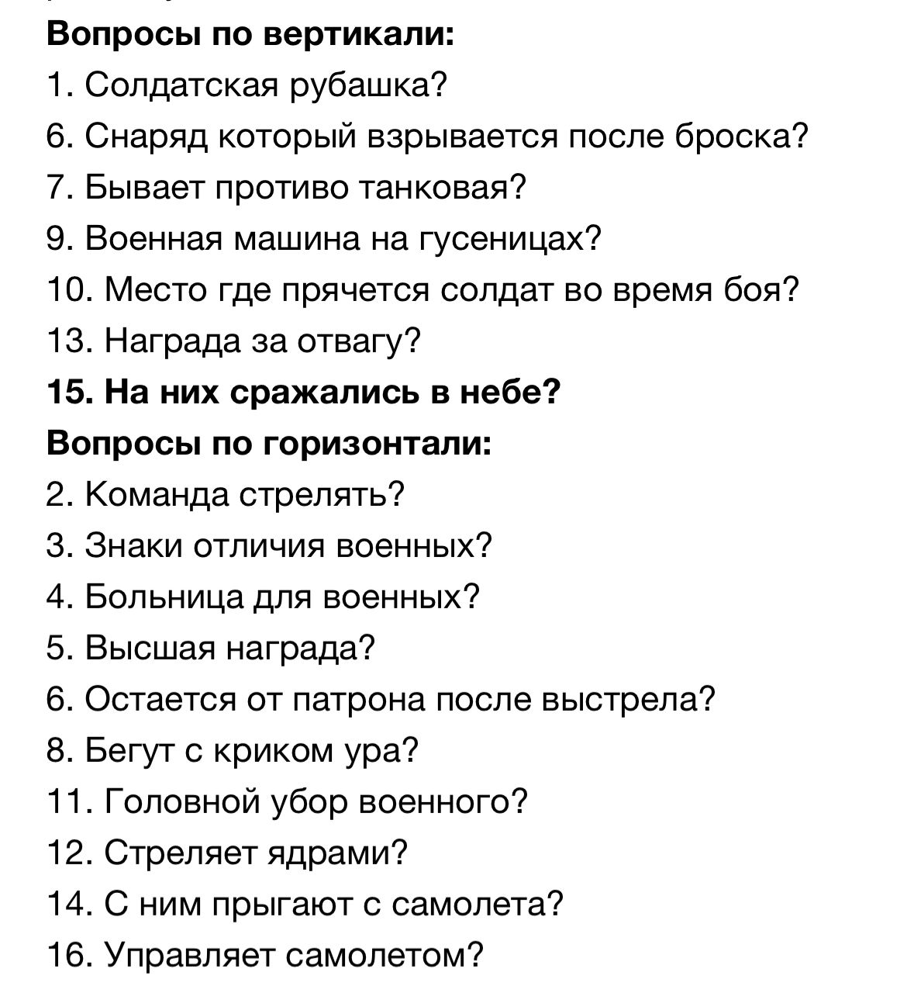 Вопросы по вертикали:
1. Солдатская рубашка?
6. Снаряд который взрывается после броска?
7. Бывает противо танковая?
9. Военная машина на гусеницах?
10. Место где прячется солдат во время боя?
13. Награда за отвагу?
15. На них сражались в небе?
Вопросы по горизонтали:
2. Команда стрелять?
3. Знаки отличия военных?
4. Больница для военных?
5. Высшая награда?
6. Остается от патрона после выстрела?
8. Бегут с криком ура?
11. Головной убор военного?
12. Стреляет ядрами?
14. С ним прыгают с самолета?
16. Управляет самолетом?